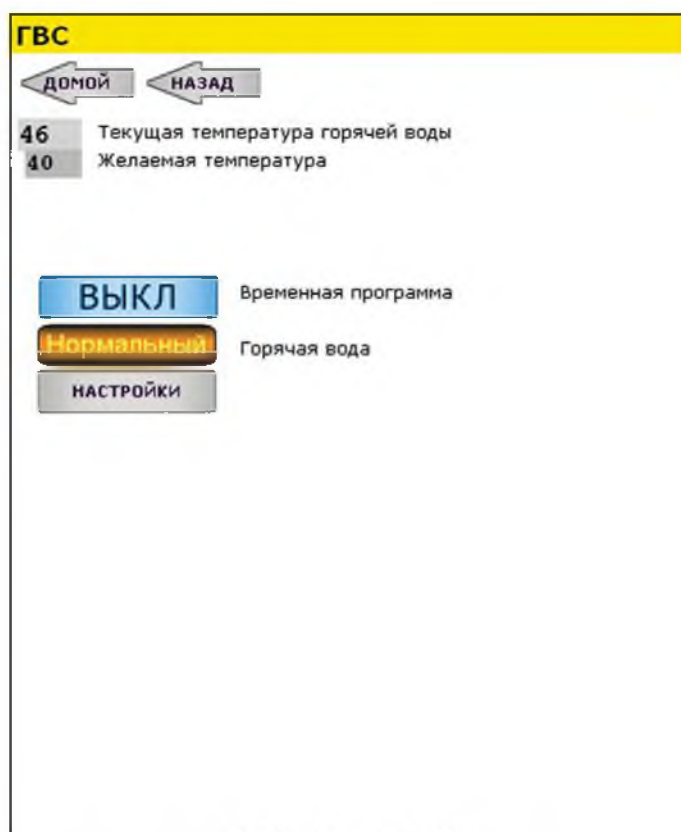 ГВС
ДОМОЙ НАЗАД
46 Текущая температура горячей воды
40 Желаемая температура
ВЫКЛ Временная программа
Нормальный Горячая вода
НАСТРОЙКИ